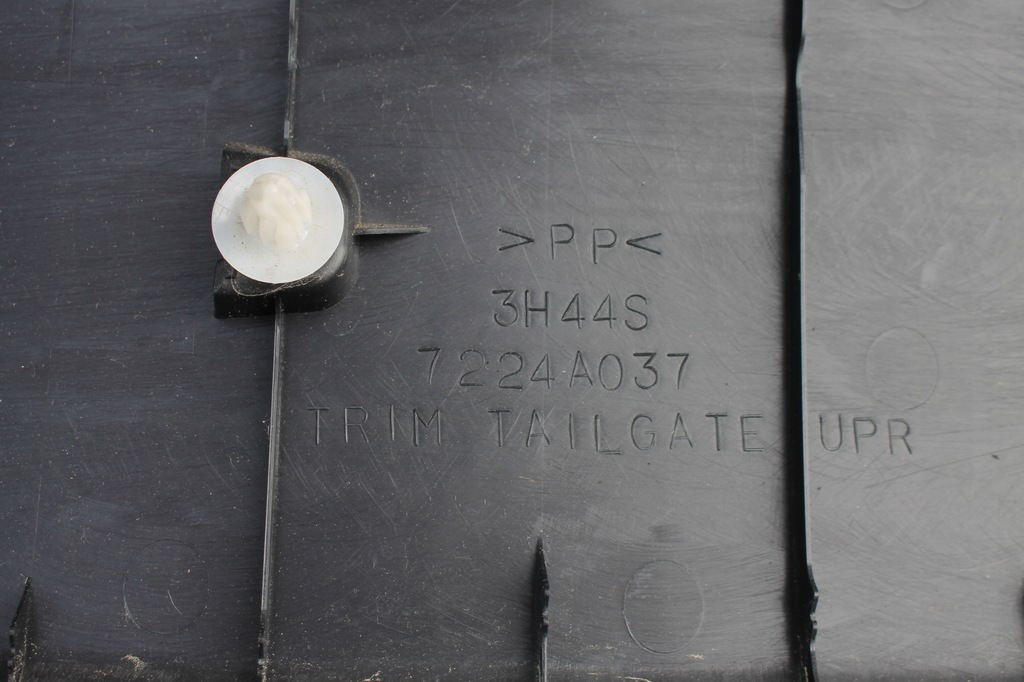 >PP<
3H44S
7224A037
TRIM TAILGATE UPR